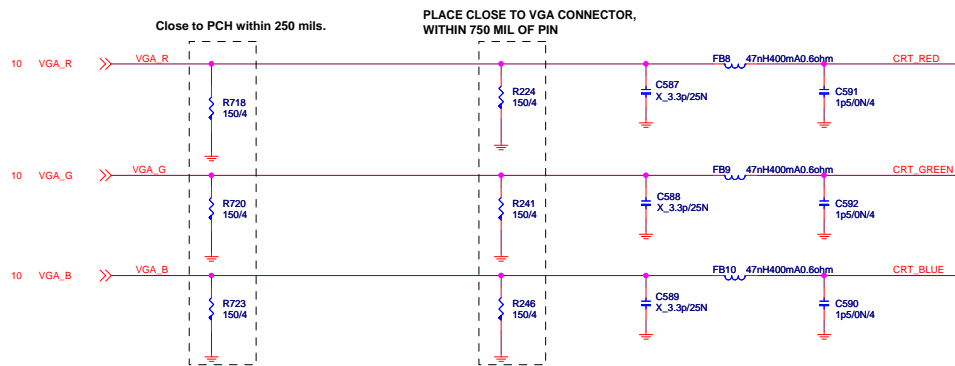 Close to PCH within 250 mils.
PLACE CLOSE TO VGA CONNECTOR,
WITHIN 750 MIL OF PIN
10 VGA_R VGA_R FB8 47nH400mA0.6ohm CRT_RED
R718
150/4
R224
150/4
C587
X_3.3p/25N
C591
1p5/0N/4
10 VGA_G VGA_G FB9 47nH400mA0.6ohm CRT_GREEN
R720
150/4
R241
150/4
C588
X_3.3p/25N
C592
1p5/0N/4
10 VGA_B VGA_B FB10 47nH400mA0.6ohm CRT_BLUE
R723
150/4
R246
150/4
C589
X_3.3p/25N
C590
1p5/0N/4